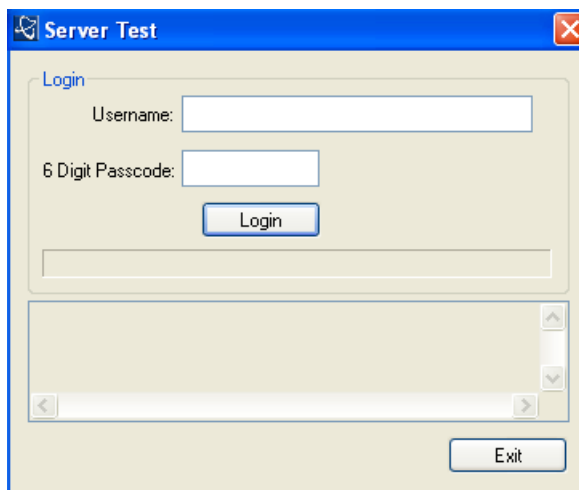 Server Test
Login
Username:
6 Digit Passcode:
Login
Exit